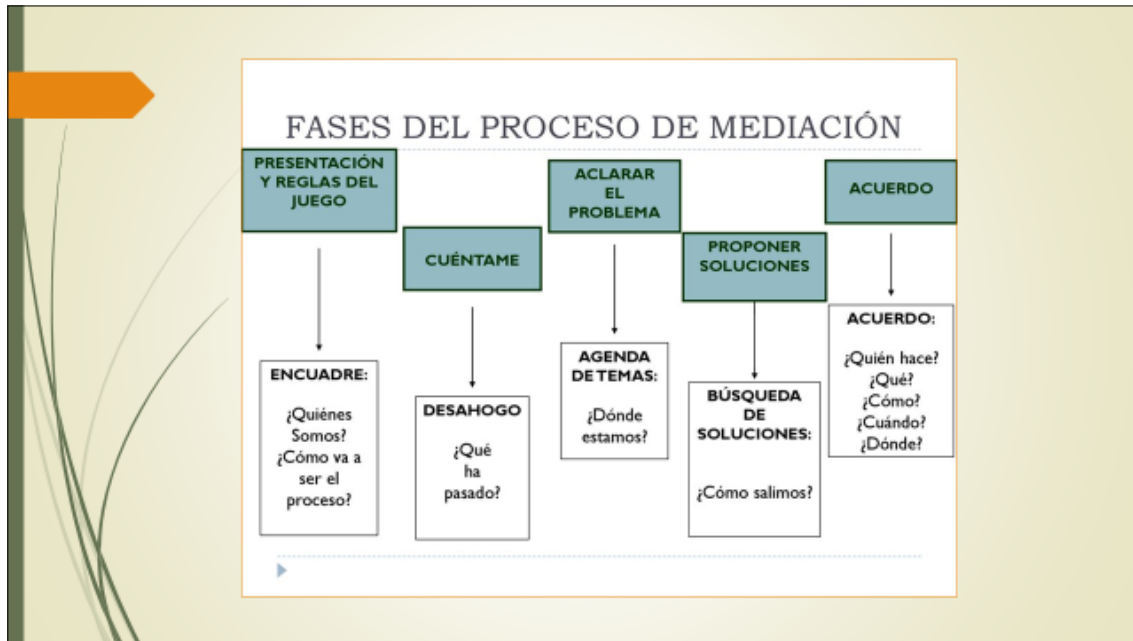 FASES DEL PROCESO DE MEDIACIÓN
PRESENTACIÓN
Y REGLAS DEL
JUEGO
CUÉNTAME
ACLARAR
EL
PROBLEMA
PROPONER
SOLUCIONES
ACUERDO
ENCUADRE:
¿Quiénes
Somos?
¿Cómo va a
ser el
proceso?
DESAHOGO
¿Qué
ha
pasado?
AGENDA
DE TEMAS:
¿Dónde
estamos?
BÚSQUEDA
DE
SOLUCIONES:
¿Cómo salimos?
ACUERDO:
¿Quién hace?
¿Qué?
¿Cómo?
¿Cuándo?
¿Dónde?